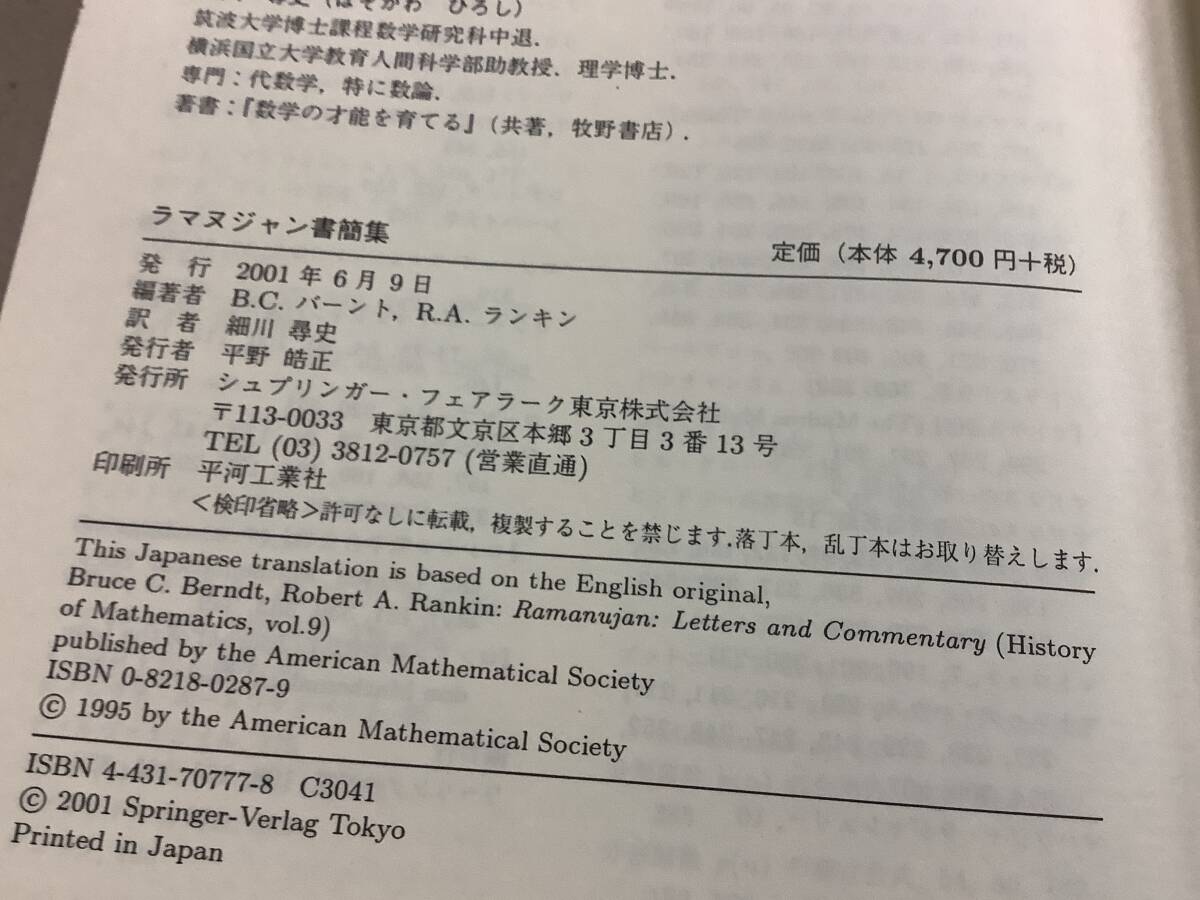 尋史（ほそかわ ひろし）
筑波大学博士課程数学研究科中退．
横浜国立大学教育人間科学部助教授．理学博士．
専門：代数学，特に数論．
著書：『数学の才能を育てる』（共著，牧野書店）．
ラマヌジャン書簡集
定価（本体 4,700 円＋税）
発 行 2001 年 6 月 9 日
編著者 B.C. バーント, R.A. ランキン
訳 者 細川 尋史
発行者 平野 皓正
発行所 シュプリンガー・フェアラーク東京株式会社
〒113-0033 東京都文京区本郷 3 丁目 3 番 13 号
TEL (03) 3812-0757 (営業直通)
印刷所 平河工業社
＜検印省略＞許可なしに転載，複製することを禁じます.落丁本，乱丁本はお取り替えします.
This Japanese translation is based on the English original,
Bruce C. Berndt, Robert A. Rankin: Ramanujan: Letters and Commentary (History
of Mathematics, vol.9)
published by the American Mathematical Society
ISBN 0-8218-0287-9
© 1995 by the American Mathematical Society
ISBN 4-431-70777-8 C3041
© 2001 Springer-Verlag Tokyo
Printed in Japan